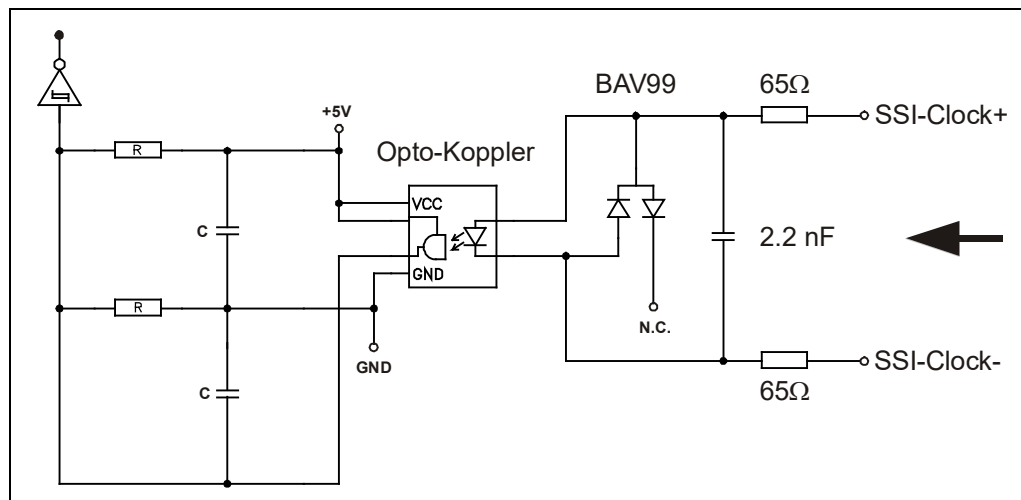 BAV99
65Ω
SSI-Clock+
+5V
Opto-Koppler
R
VCC
C
2.2 nF
GND
R
N.C.
GND
SSI-Clock-
C
65Ω